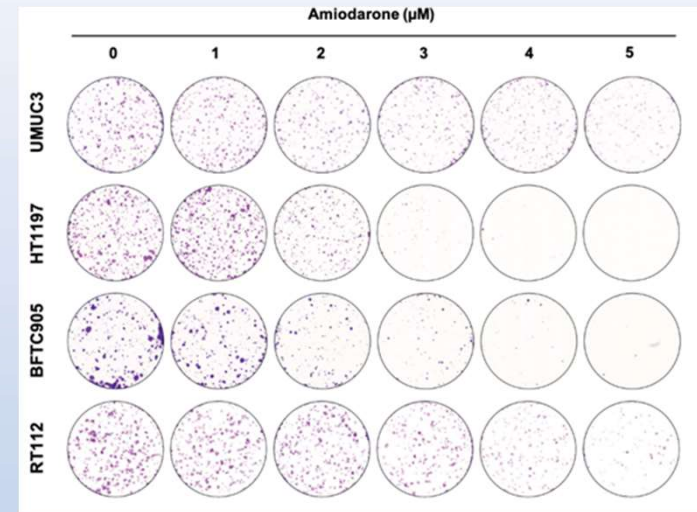 Amiodarone (µM)
0 1 2 3 4 5
UMUC3
HT1197
BFTC905
RT112